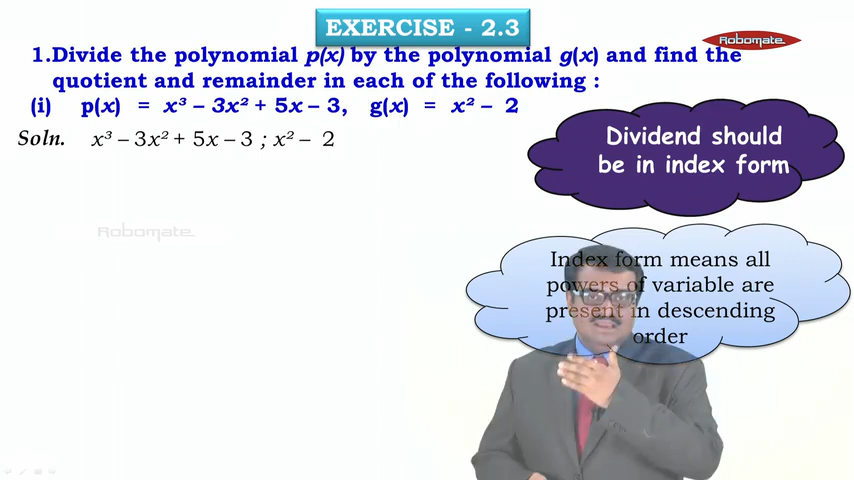 EXERCISE - 2.3
Robomate
1.Divide the polynomial p(x) by the polynomial g(x) and find the
quotient and remainder in each of the following :
(i) p(x) = x³ – 3x² + 5x – 3, g(x) = x² – 2
Soln. x³ – 3x² + 5x – 3 ; x² – 2
Dividend should
be in index form
Robomate
Index form means all
powers of variable are
present in descending
order